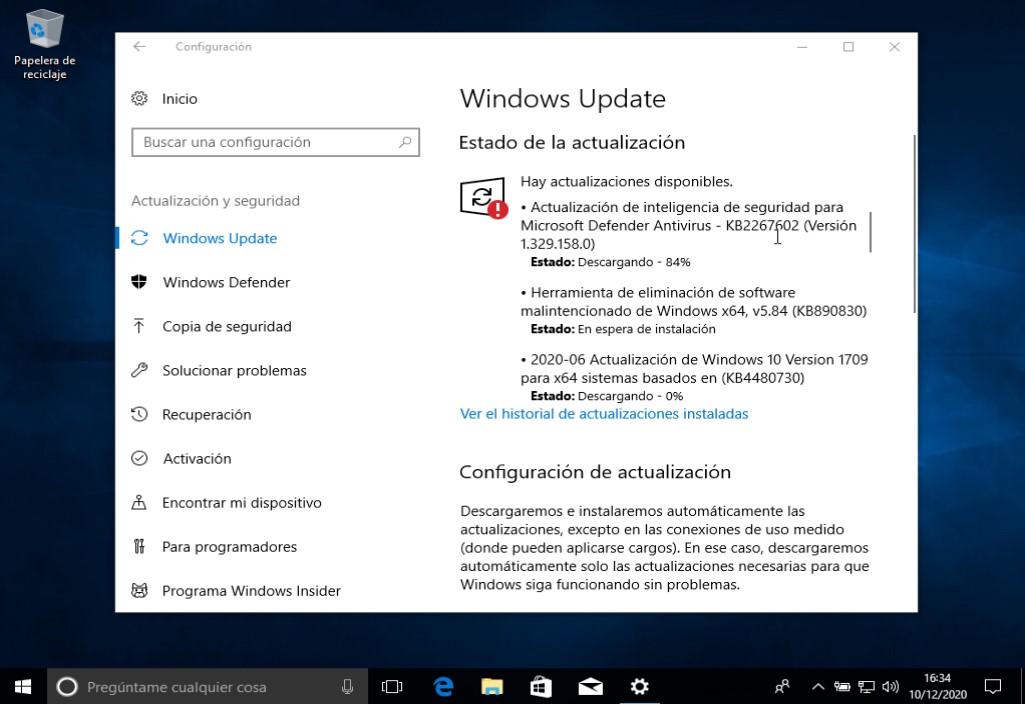 Papelera de
reciclaje
Configuración
Inicio
Buscar una configuración
Actualización y seguridad
Windows Update
Windows Defender
Copia de seguridad
Solucionar problemas
Recuperación
Activación
Encontrar mi dispositivo
Para programadores
Programa Windows Insider
Windows Update
Estado de la actualización
Hay actualizaciones disponibles.
• Actualización de inteligencia de seguridad para
Microsoft Defender Antivirus - KB2267602 (Versión
1.329.158.0)
Estado: Descargando - 84%
• Herramienta de eliminación de software
malintencionado de Windows x64, v5.84 (KB890830)
Estado: En espera de instalación
• 2020-06 Actualización de Windows 10 Version 1709
para x64 sistemas basados en (KB4480730)
Estado: Descargando - 0%
Ver el historial de actualizaciones instaladas
Configuración de actualización
Descargaremos e instalaremos automáticamente las
actualizaciones, excepto en las conexiones de uso medido
(donde pueden aplicarse cargos). En ese caso, descargaremos
automáticamente solo las actualizaciones necesarias para que
Windows siga funcionando sin problemas.
Pregúntame cualquier cosa
16:34
10/12/2020